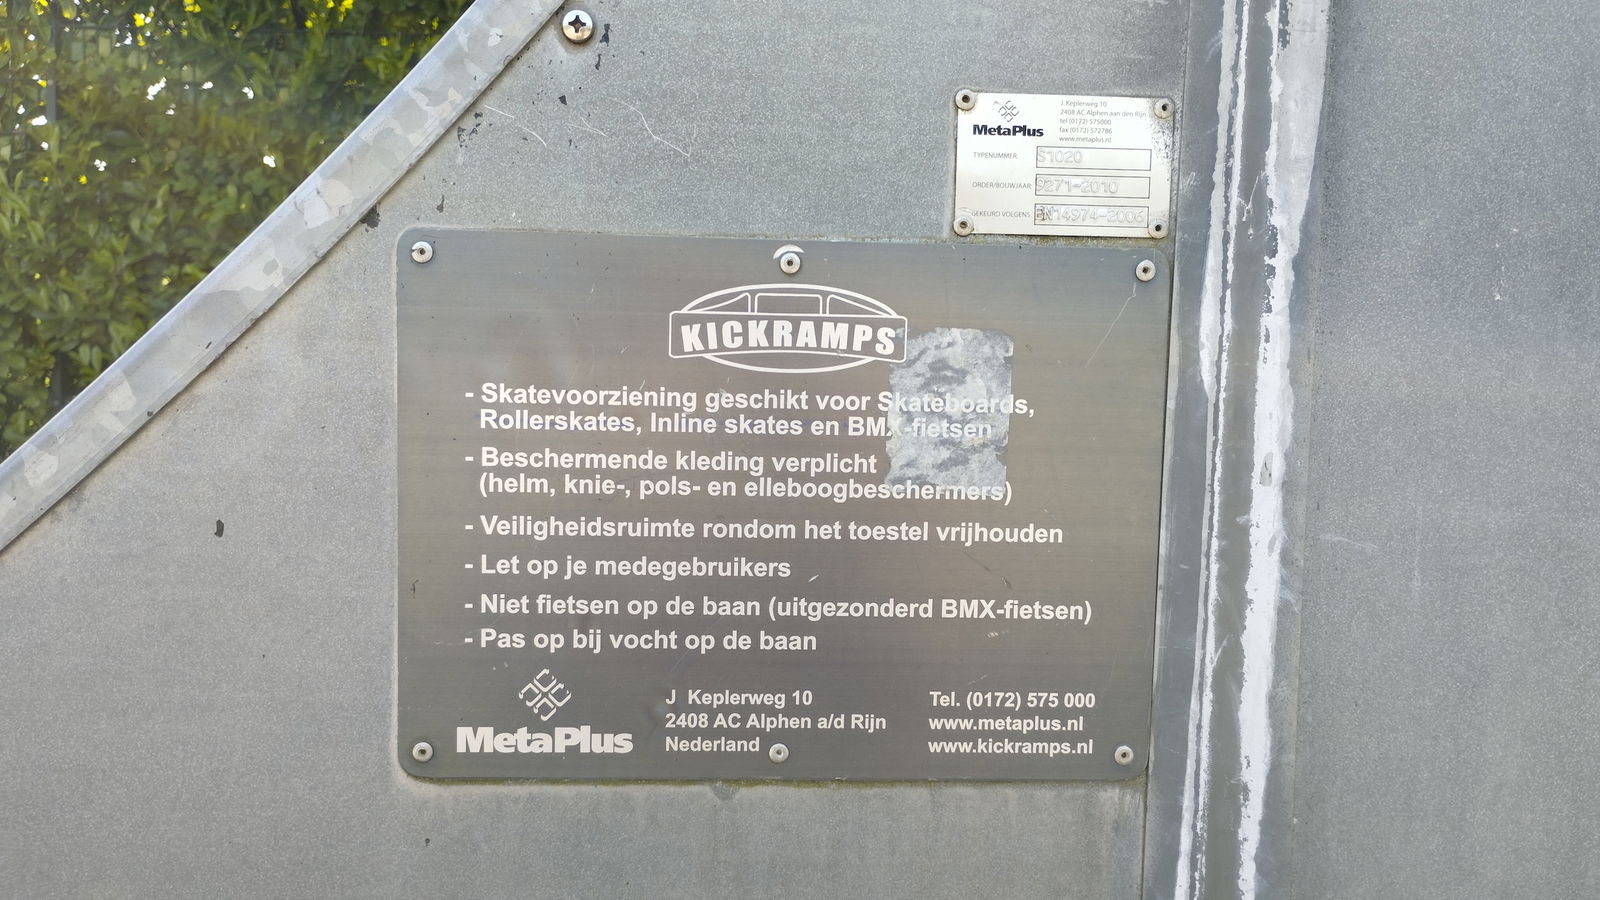 MetaPlus
J. Keplerweg 10
2408 AC Alphen aan den Rijn
tel (0172) 575000
fax (0172) 572786
www.metaplus.nl
TYPENUMMER: S1020
ORDER/BOUWJAAR: 9271-2010
GEKEURD VOLGENS EN14974-2006
KICKRAMPS
- Skatevoorziening geschikt voor Skateboards,
Rollerskates, Inline skates en BMX-fietsen
- Beschermende kleding verplicht
(helm, knie-, pols- en elleboogbeschermers)
- Veiligheidsruimte rondom het toestel vrijhouden
- Let op je medegebruikers
- Niet fietsen op de baan (uitgezonderd BMX-fietsen)
- Pas op bij vocht op de baan
MetaPlus
J Keplerweg 10
2408 AC Alphen a/d Rijn
Nederland
Tel. (0172) 575 000
www.metaplus.nl
www.kickramps.nl